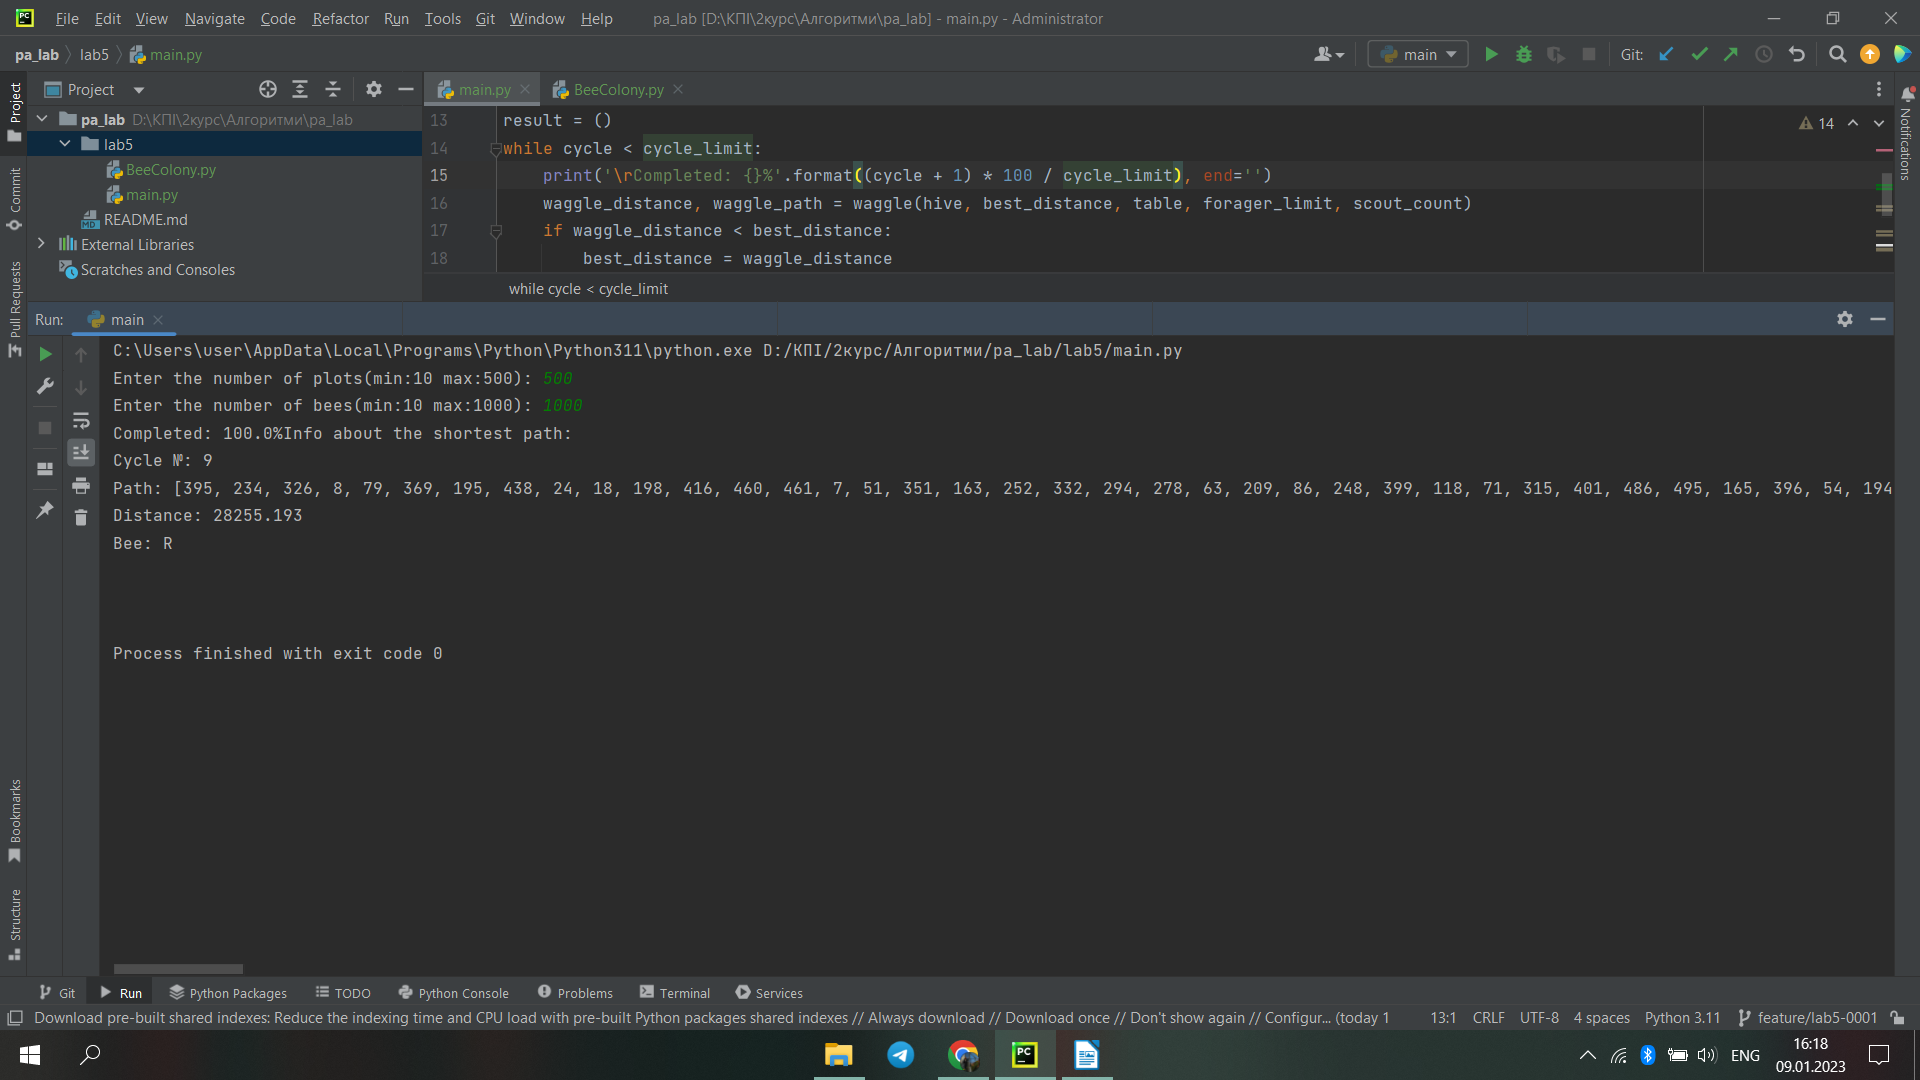 PC File Edit View Navigate Code Refactor Run Tools Git Window Help pa_lab [D:\КПІ\2курс\Алгоритми\pa_lab] - main.py - Administrator
pa_lab lab5 main.py main Git:
Project
main.py BeeColony.py
pa_lab D:\КПІ\2курс\Алгоритми\pa_lab
lab5
BeeColony.py
main.py
README.md
External Libraries
Scratches and Consoles
13 result = ()
14 while cycle < cycle_limit:
15 print('\rCompleted: {}%'.format((cycle + 1) * 100 / cycle_limit), end='')
16 waggle_distance, waggle_path = waggle(hive, best_distance, table, forager_limit, scout_count)
17 if waggle_distance < best_distance:
18 best_distance = waggle_distance
14
while cycle < cycle_limit
Project
Commit
Pull Requests
Bookmarks
Structure
Notifications
Run: main
C:\Users\user\AppData\Local\Programs\Python\Python311\python.exe D:/КПІ/2курс/Алгоритми/pa_lab/lab5/main.py
Enter the number of plots(min:10 max:500): 500
Enter the number of bees(min:10 max:1000): 1000
Completed: 100.0%Info about the shortest path:
Cycle №: 9
Path: [395, 234, 326, 8, 79, 369, 195, 438, 24, 18, 198, 416, 460, 461, 7, 51, 351, 163, 252, 332, 294, 278, 63, 209, 86, 248, 399, 118, 71, 315, 401, 486, 495, 165, 396, 54, 194
Distance: 28255.193
Bee: R
Process finished with exit code 0
Git Run Python Packages TODO Python Console Problems Terminal Services
Download pre-built shared indexes: Reduce the indexing time and CPU load with pre-built Python packages shared indexes // Always download // Download once // Don't show again // Configur... (today 1 13:1 CRLF UTF-8 4 spaces Python 3.11 feature/lab5-0001
PC
ENG
16:18
09.01.2023